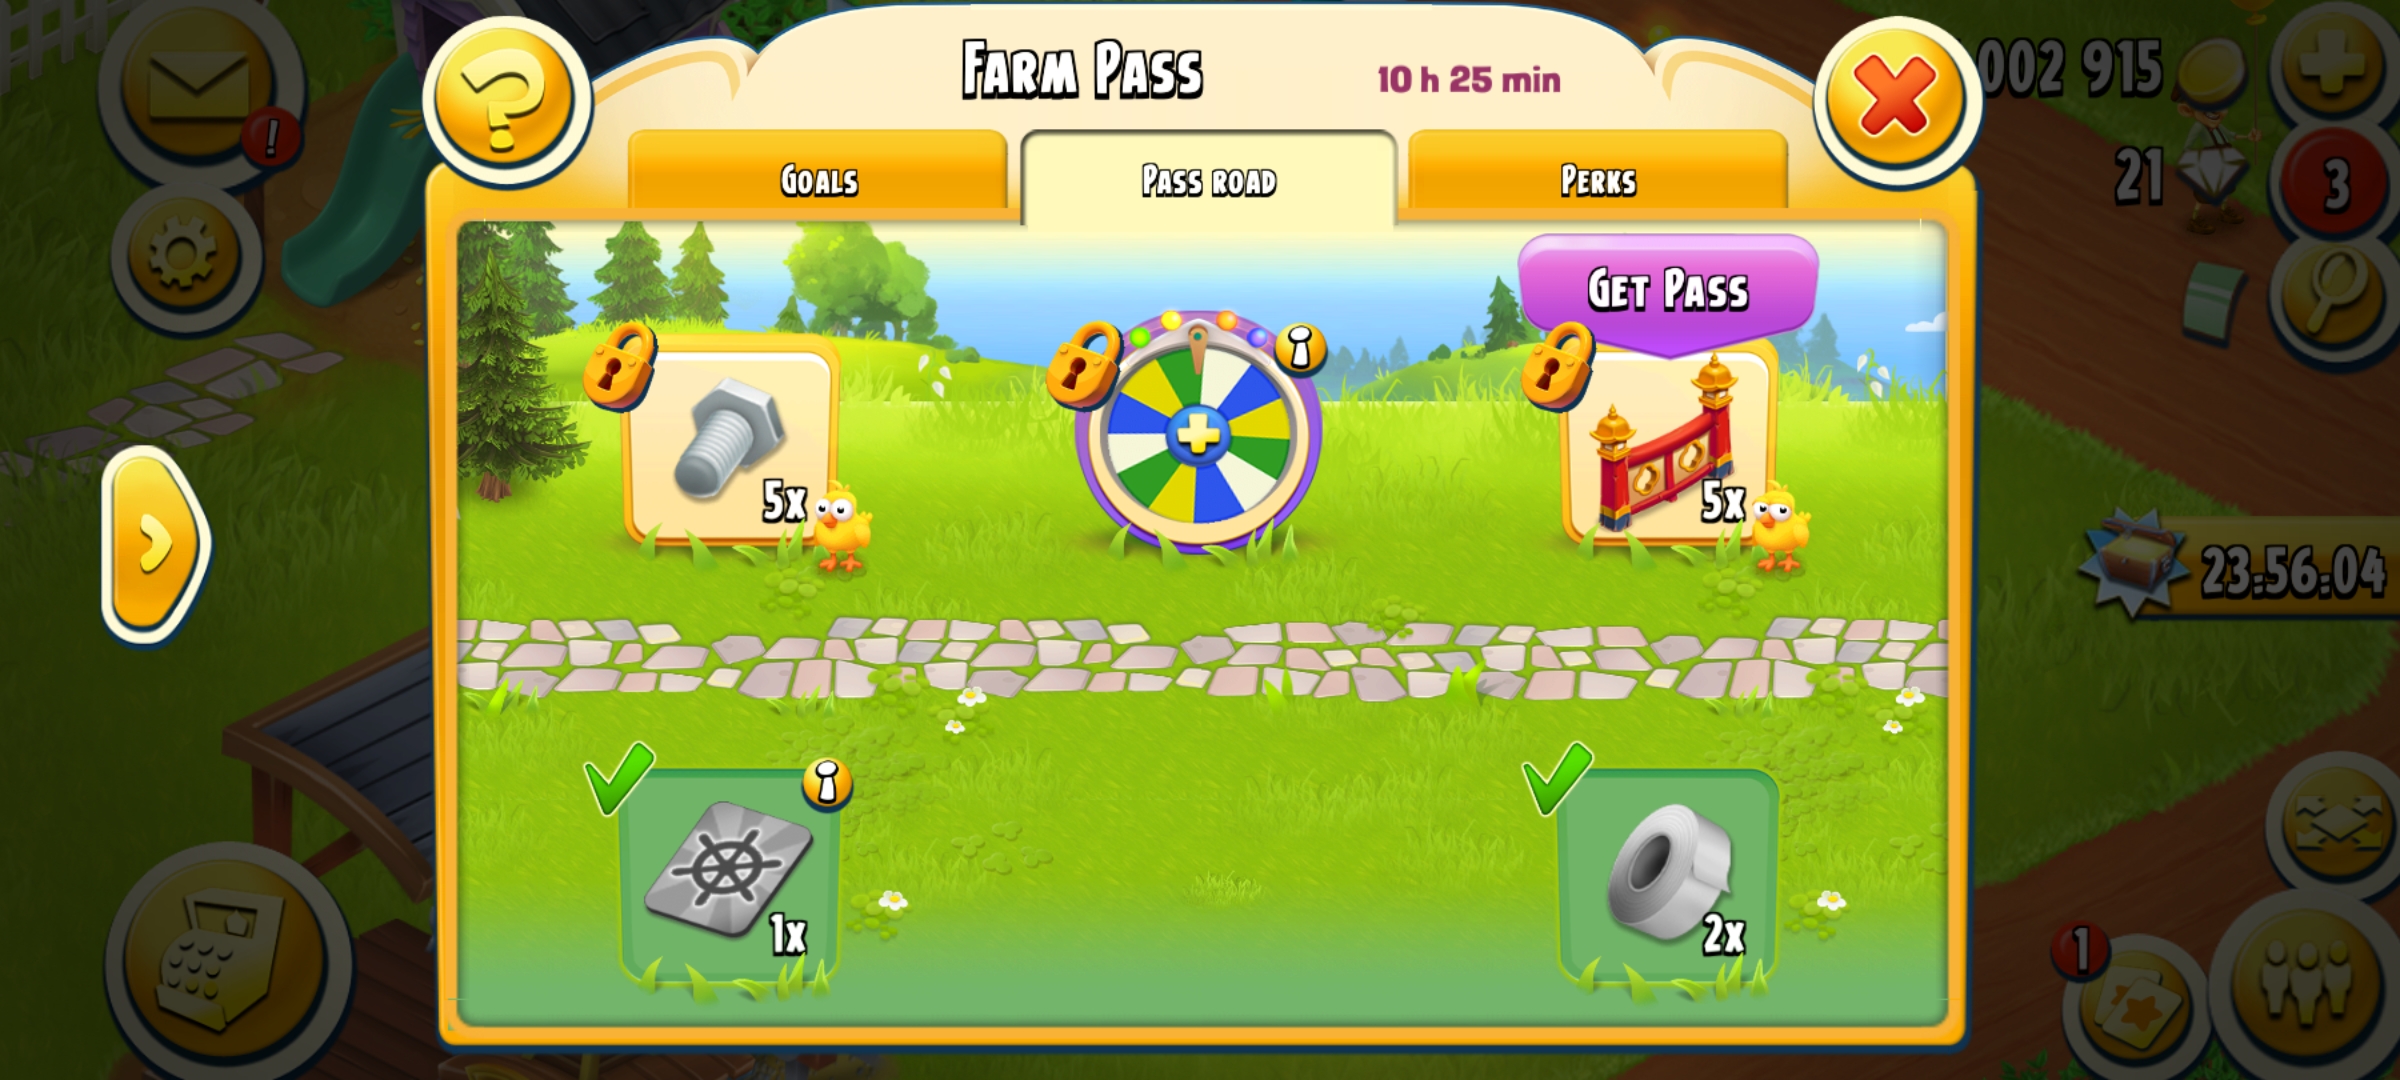 FARM PASS
10 h 25 min
GOALS
PASS ROAD
PERKS
002 915
21
3
!
GET PASS
5x
5x
23:56:04
1x
2x
1